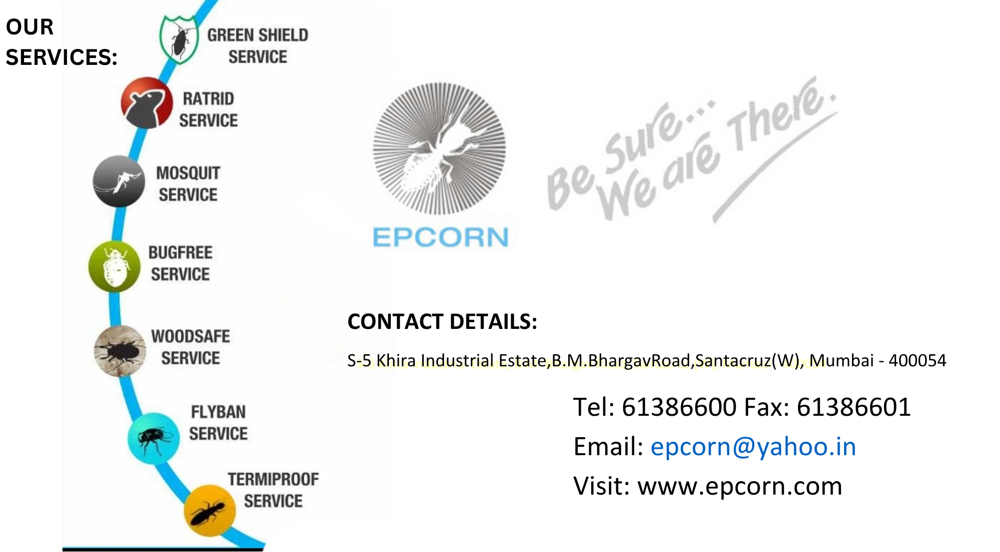 OUR
SERVICES:
GREEN SHIELD
SERVICE
RATRID
SERVICE
MOSQUIT
SERVICE
BUGFREE
SERVICE
WOODSAFE
SERVICE
FLYBAN
SERVICE
TERMIPROOF
SERVICE
EPCORN
Be Sure...
We are There.
CONTACT DETAILS:
S-5 Khira Industrial Estate,B.M.BhargavRoad,Santacruz(W), Mumbai - 400054
Tel: 61386600 Fax: 61386601
Email: epcorn@yahoo.in
Visit: www.epcorn.com